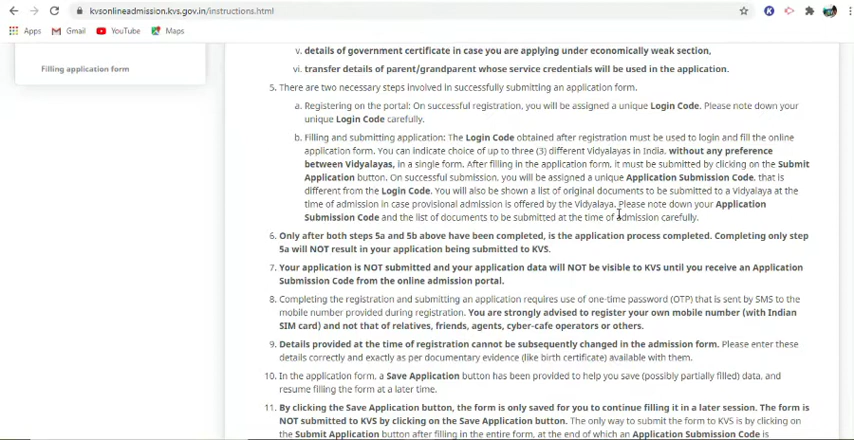 kvsonlineadmission.kvs.gov.in/instructions.html
Apps Gmail YouTube Maps
Filling application form
v. details of government certificate in case you are applying under economically weak section,
vi. transfer details of parent/grandparent whose service credentials will be used in the application.
5. There are two necessary steps involved in successfully submitting an application form.
a. Registering on the portal: On successful registration, you will be assigned a unique Login Code. Please note down your
unique Login Code carefully.
b. Filling and submitting application: The Login Code obtained after registration must be used to login and fill the online
application form. You can indicate choice of up to three (3) different Vidyalayas in India, without any preference
between Vidyalayas, in a single form. After filling in the application form, it must be submitted by clicking on the Submit
Application button. On successful submission, you will be assigned a unique Application Submission Code, that is
different from the Login Code. You will also be shown a list of original documents to be submitted to a Vidyalaya at the
time of admission in case provisional admission is offered by the Vidyalaya. Please note down your Application
Submission Code and the list of documents to be submitted at the time of admission carefully.
6. Only after both steps 5a and 5b above have been completed, is the application process completed. Completing only step
5a will NOT result in your application being submitted to KVS.
7. Your application is NOT submitted and your application data will NOT be visible to KVS until you receive an Application
Submission Code from the online admission portal.
8. Completing the registration and submitting an application requires use of one-time password (OTP) that is sent by SMS to the
mobile number provided during registration. You are strongly advised to register your own mobile number (with Indian
SIM card) and not that of relatives, friends, agents, cyber-cafe operators or others.
9. Details provided at the time of registration cannot be subsequently changed in the admission form. Please enter these
details correctly and exactly as per documentary evidence (like birth certificate) available with them.
10. In the application form, a Save Application button has been provided to help you save (possibly partially filled) data, and
resume filling the form at a later time.
11. By clicking the Save Application button, the form is only saved for you to continue filling it in a later session. The form is
NOT submitted to KVS by clicking on the Save Application button. The only way to submit the form to KVS is by clicking on
the Submit Application button after filling in the entire form, at the end of which an Application Submission Code is